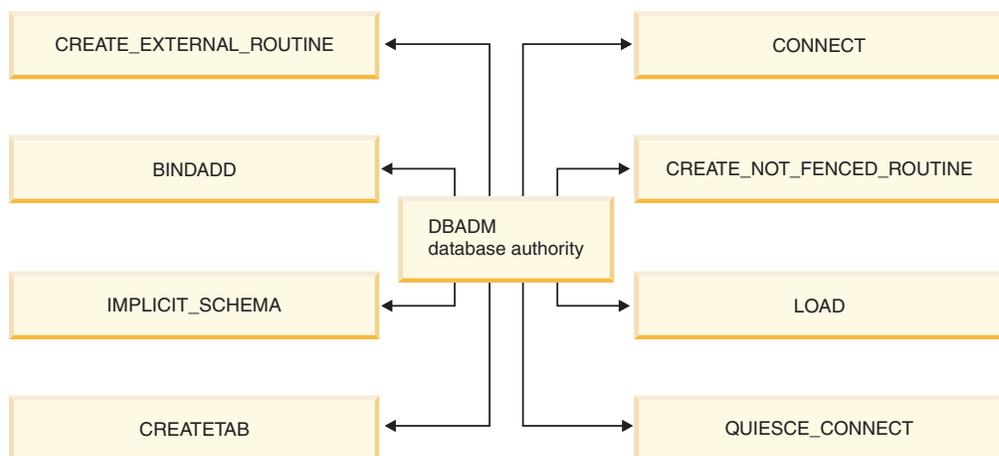 CREATE_EXTERNAL_ROUTINE
CONNECT
BINDADD
CREATE_NOT_FENCED_ROUTINE
DBADM
database authority
IMPLICIT_SCHEMA
LOAD
CREATETAB
QUIESCE_CONNECT